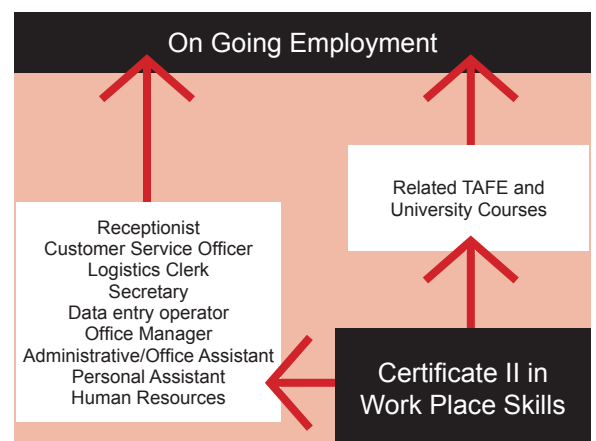 On Going Employment
Related TAFE and
University Courses
Receptionist
Customer Service Officer
Logistics Clerk
Secretary
Data entry operator
Office Manager
Administrative/Office Assistant
Personal Assistant
Human Resources
Certificate II in
Work Place Skills